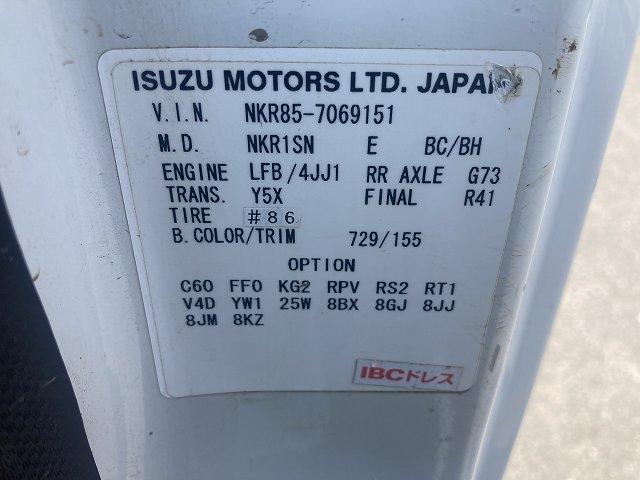 ISUZU MOTORS LTD. JAPAN
V.I.N. NKR85-7069151
M.D. NKR1SN E BC/BH
ENGINE LFB/4JJ1 RR AXLE G73
TRANS. Y5X FINAL R41
TIRE #86
B.COLOR/TRIM 729/155
OPTION
C60 FF0 KG2 RPV RS2 RT1
V4D YW1 25W 8BX 8GJ 8JJ
8JM 8KZ
IBCドレス